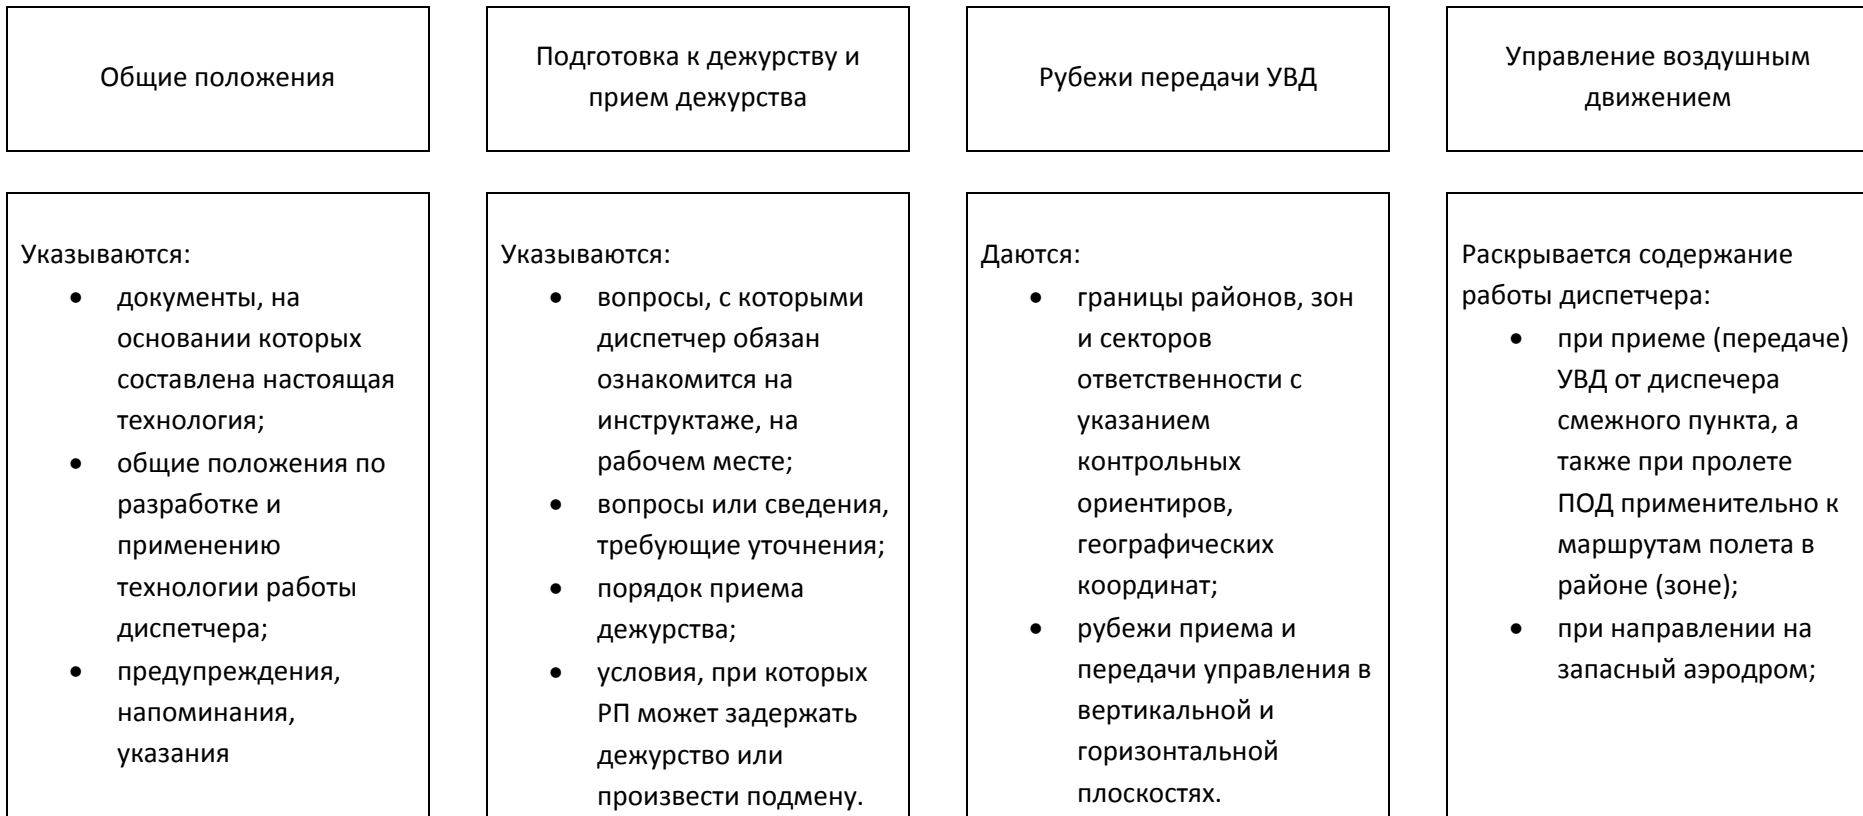 Общие положения
Подготовка к дежурству и
прием дежурства
Рубежи передачи УВД
Управление воздушным
движением
Указываются:
• документы, на
основании которых
составлена настоящая
технология;
• общие положения по
разработке и
применению
технологии работы
диспетчера;
• предупреждения,
напоминания,
указания
Указываются:
• вопросы, с которыми
диспетчер обязан
ознакомится на
инструктаже, на
рабочем месте;
• вопросы или сведения,
требующие уточнения;
• порядок приема
дежурства;
• условия, при которых
РП может задержать
дежурство или
произвести подмену.
Даются:
• границы районов, зон
и секторов
ответственности с
указанием
контрольных
ориентиров,
географических
координат;
• рубежи приема и
передачи управления в
вертикальной и
горизонтальной
плоскостях.
Раскрывается содержание
работы диспетчера:
• при приеме (передаче)
УВД от диспечера
смежного пункта, а
также при пролете
ПОД применительно к
маршрутам полета в
районе (зоне);
• при направлении на
запасный аэродром;